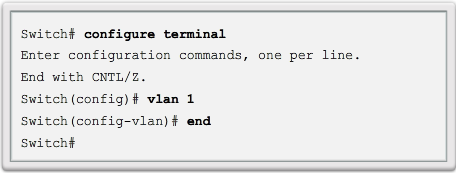 Switch# configure terminal
Enter configuration commands, one per line.
End with CNTL/Z.
Switch(config)# vlan 1
Switch(config-vlan)# end
Switch#